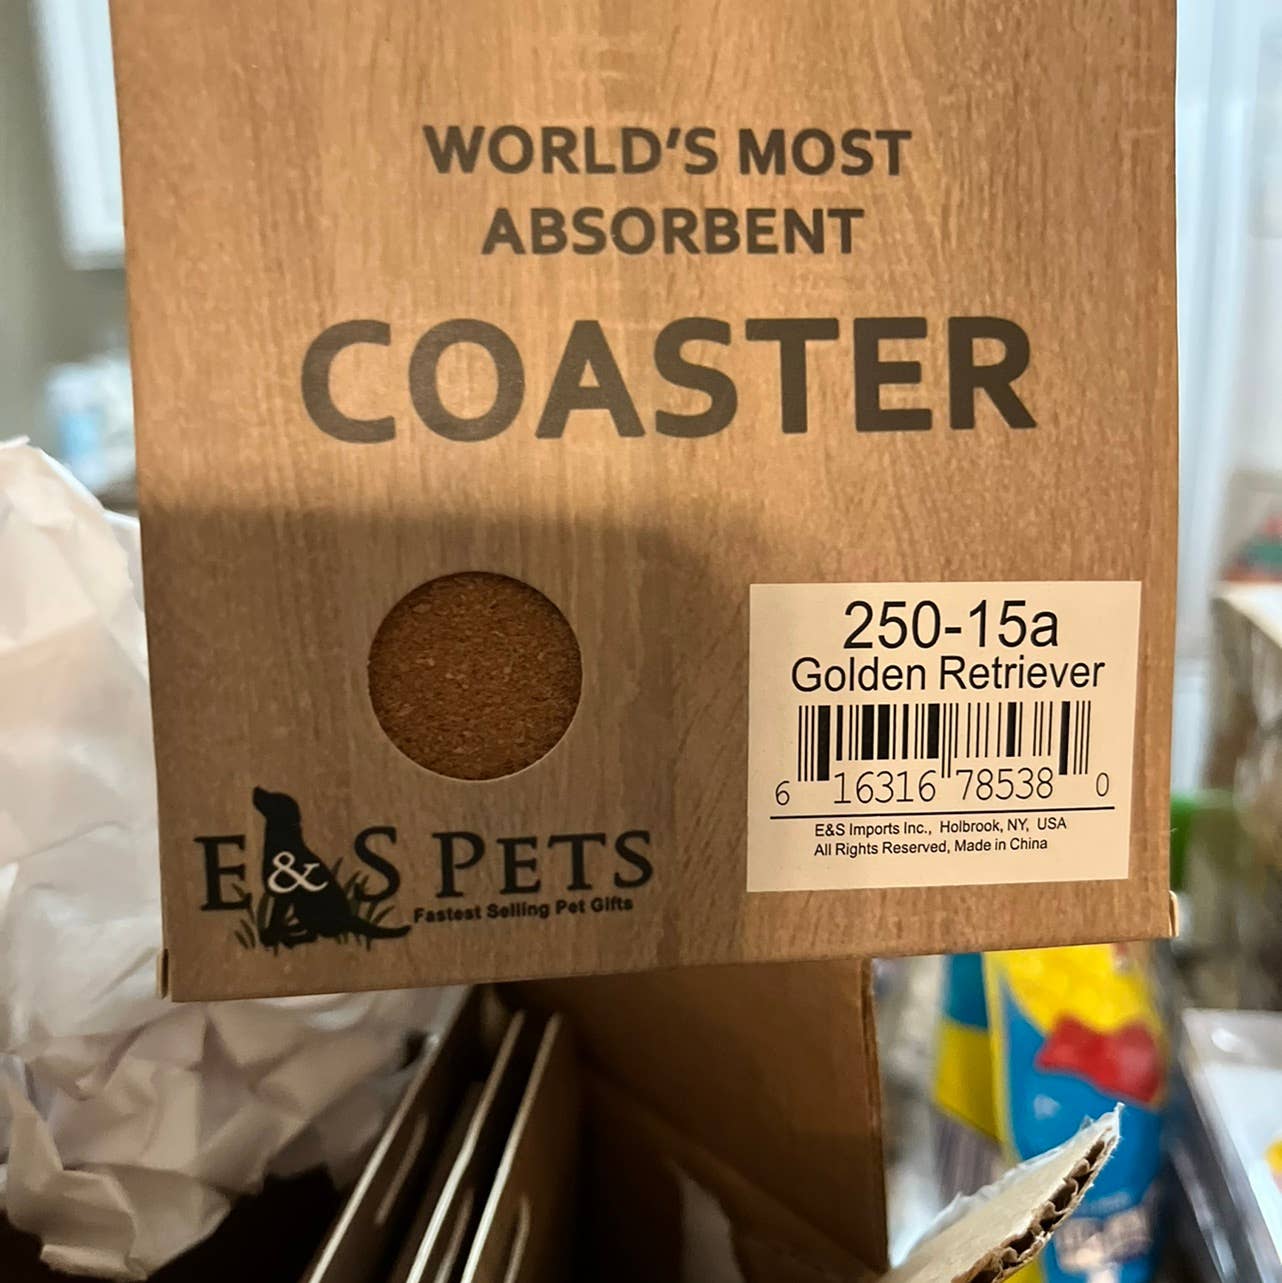 WORLD'S MOST
ABSORBENT
COASTER
250-15a
Golden Retriever
6 16316 78538 0
E&S Imports Inc., Holbrook, NY, USA
All Rights Reserved, Made in China
E&S PETS
Fastest Selling Pet Gifts